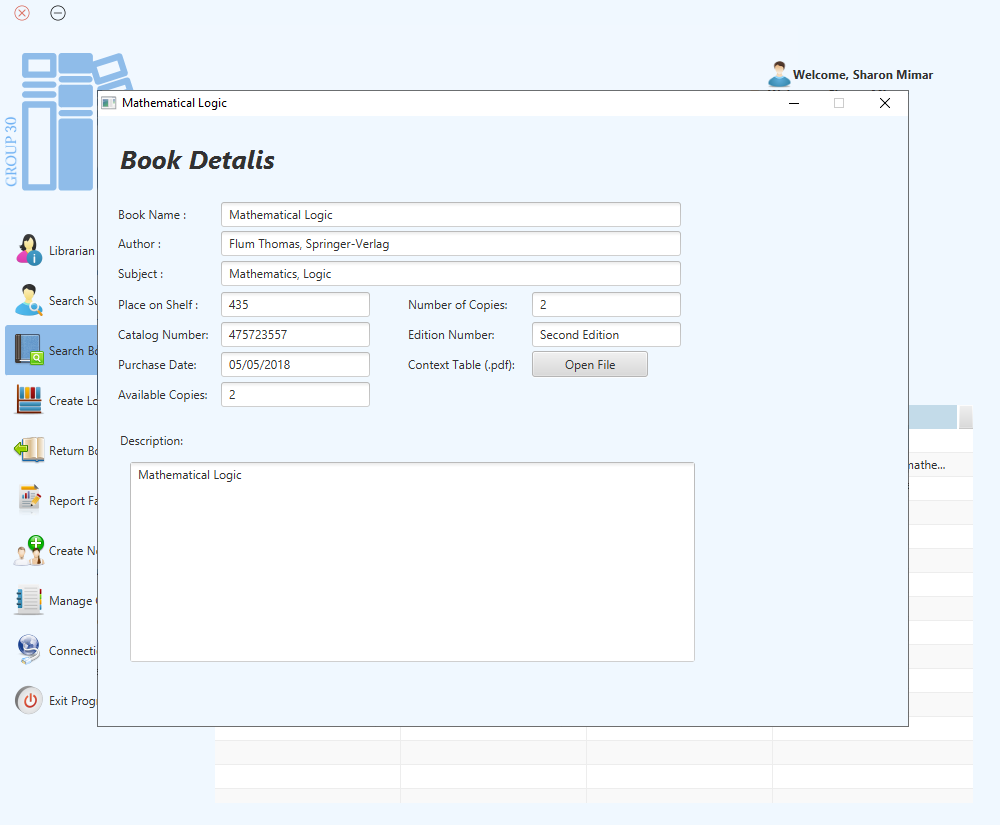 GROUP 30
Welcome, Sharon Mimar
Mathematical Logic
Book Detalis
Book Name : Mathematical Logic
Author : Flum Thomas, Springer-Verlag
Subject : Mathematics, Logic
Place on Shelf : 435 Number of Copies: 2
Catalog Number: 475723557 Edition Number: Second Edition
Purchase Date: 05/05/2018 Context Table (.pdf): Open File
Available Copies: 2
Description:
Mathematical Logic
Librarian
Search Su
Search Bo
Create Lo
Return Bo
Report Fa
Create Ne
Manage
Connecti
Exit Progr
mathe...